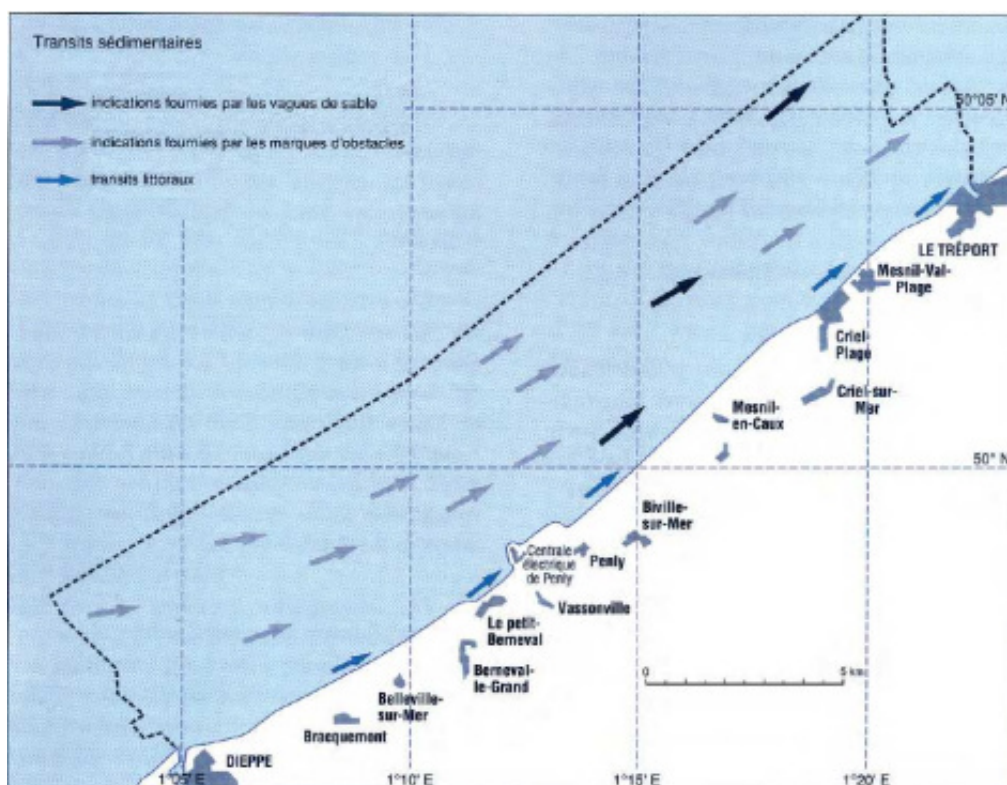 Transits sédimentaires
indications fournies par les vagues de sable
indications fournies par les marques d'obstacles
transits littoraux
50°05' N
LE TRÉPORT
Mesnil-Val-
Plage
Criel-
Plage
Criel-sur-
Mer
Mesnil-
en-Caux
50° N
Biville-
sur-Mer
Centrale
électrique
de Penly
Penly
Vassonville
Le petit-
Berneval
Berneval-
le-Grand
Belleville-
sur-Mer
Bracquemont
DIEPPE
0
5 km
1°05' E
1°10' E
1°15' E
1°20' E